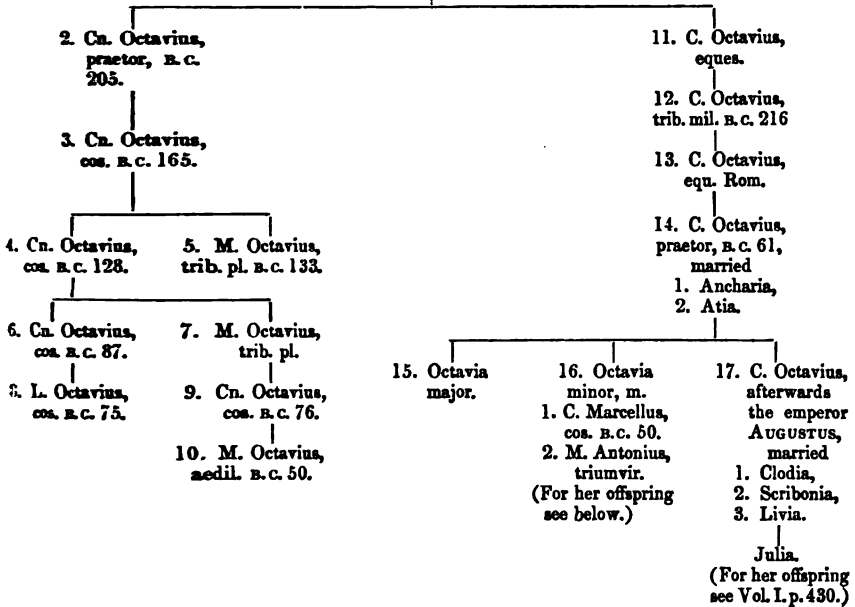 2. Cn. Octavius,
praetor, B. C.
205.
3. Cn. Octavius,
cos. B. C. 165.
4. Cn. Octavius,
cos. B. C. 128.
5. M. Octavius,
trib. pl. B. C. 133.
6. Cn. Octavius,
cos. B. C. 87.
7. M. Octavius,
trib. pl.
8. L. Octavius,
cos. B. C. 75.
9. Cn. Octavius,
cos. B. C. 76.
10. M. Octavius,
aedil. B. C. 50.
11. C. Octavius,
eques.
12. C. Octavius,
trib. mil. B. C. 216
13. C. Octavius,
equ. Rom.
14. C. Octavius,
praetor, B. C. 61,
married
1. Ancharia,
2. Atia.
15. Octavia
major.
16. Octavia
minor, m.
1. C. Marcellus,
cos. B. C. 50.
2. M. Antonius,
triumvir.
(For her offspring
see below.)
17. C. Octavius,
afterwards
the emperor
AUGUSTUS,
married
1. Clodia,
2. Scribonia,
3. Livia.
Julia.
(For her offspring
see Vol. I. p. 430.)